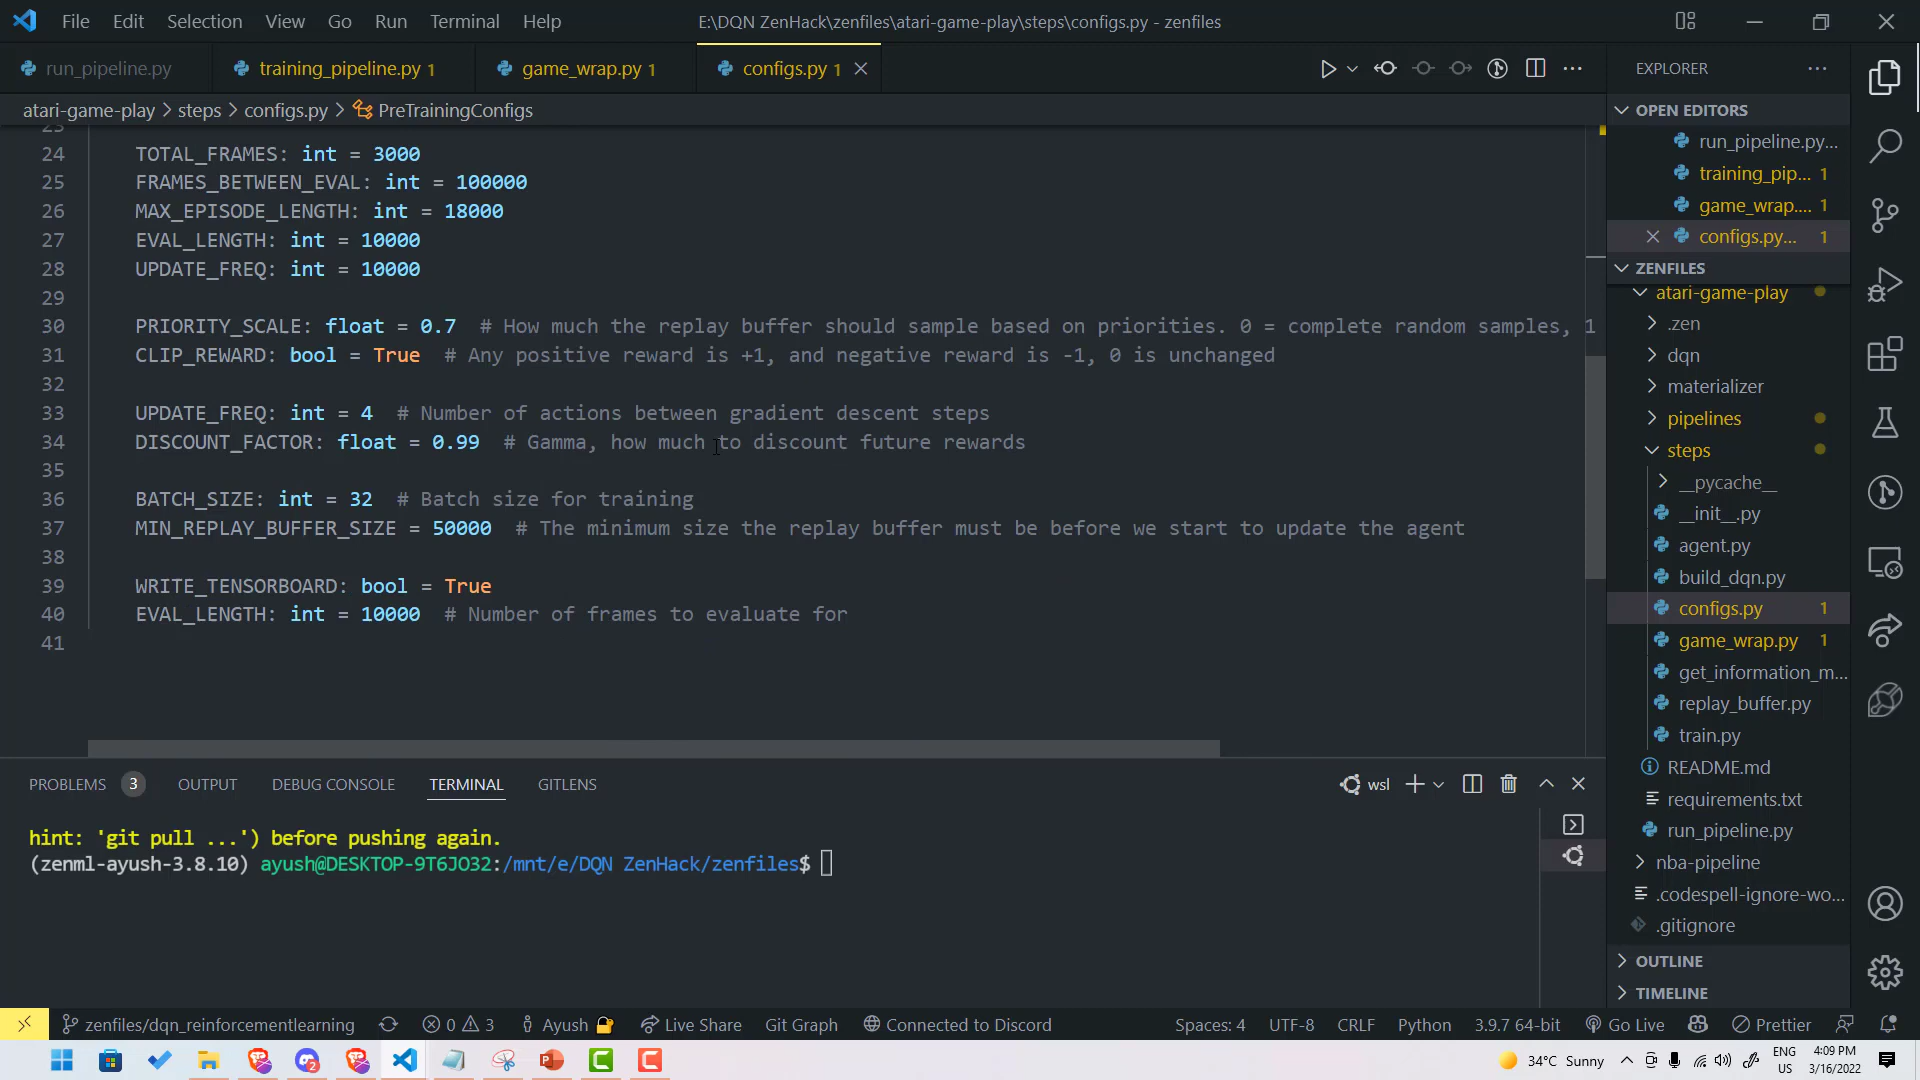 File Edit Selection View Go Run Terminal Help E:\DQN ZenHack\zenfiles\atari-game-play\steps\configs.py - zenfiles
run_pipeline.py training_pipeline.py 1 game_wrap.py 1 configs.py 1
atari-game-play > steps > configs.py > PreTrainingConfigs
23
24 TOTAL_FRAMES: int = 3000
25 FRAMES_BETWEEN_EVAL: int = 100000
26 MAX_EPISODE_LENGTH: int = 18000
27 EVAL_LENGTH: int = 10000
28 UPDATE_FREQ: int = 10000
29
30 PRIORITY_SCALE: float = 0.7 # How much the replay buffer should sample based on priorities. 0 = complete random samples, 1
31 CLIP_REWARD: bool = True # Any positive reward is +1, and negative reward is -1, 0 is unchanged
32
33 UPDATE_FREQ: int = 4 # Number of actions between gradient descent steps
34 DISCOUNT_FACTOR: float = 0.99 # Gamma, how much to discount future rewards
35
36 BATCH_SIZE: int = 32 # Batch size for training
37 MIN_REPLAY_BUFFER_SIZE = 50000 # The minimum size the replay buffer must be before we start to update the agent
38
39 WRITE_TENSORBOARD: bool = True
40 EVAL_LENGTH: int = 10000 # Number of frames to evaluate for
41
PROBLEMS 3 OUTPUT DEBUG CONSOLE TERMINAL GITLENS wsl
hint: 'git pull ...') before pushing again.
(zenml-ayush-3.8.10) ayush@DESKTOP-9T6JO32:/mnt/e/DQN ZenHack/zenfiles$
EXPLORER
OPEN EDITORS
run_pipeline.py...
training_pip... 1
game_wrap.... 1
configs.py... 1
ZENFILES
atari-game-play
.zen
dqn
materializer
pipelines
steps
__pycache__
__init__.py
agent.py
build_dqn.py
configs.py 1
game_wrap.py 1
get_information_m...
replay_buffer.py
train.py
README.md
requirements.txt
run_pipeline.py
nba-pipeline
.codespell-ignore-wo...
.gitignore
OUTLINE
TIMELINE
zenfiles/dqn_reinforcementlearning 0 3 Ayush Live Share Git Graph Connected to Discord Spaces: 4 UTF-8 CRLF Python 3.9.7 64-bit Go Live Prettier
2 34°C Sunny ENG US 4:09 PM 3/16/2022